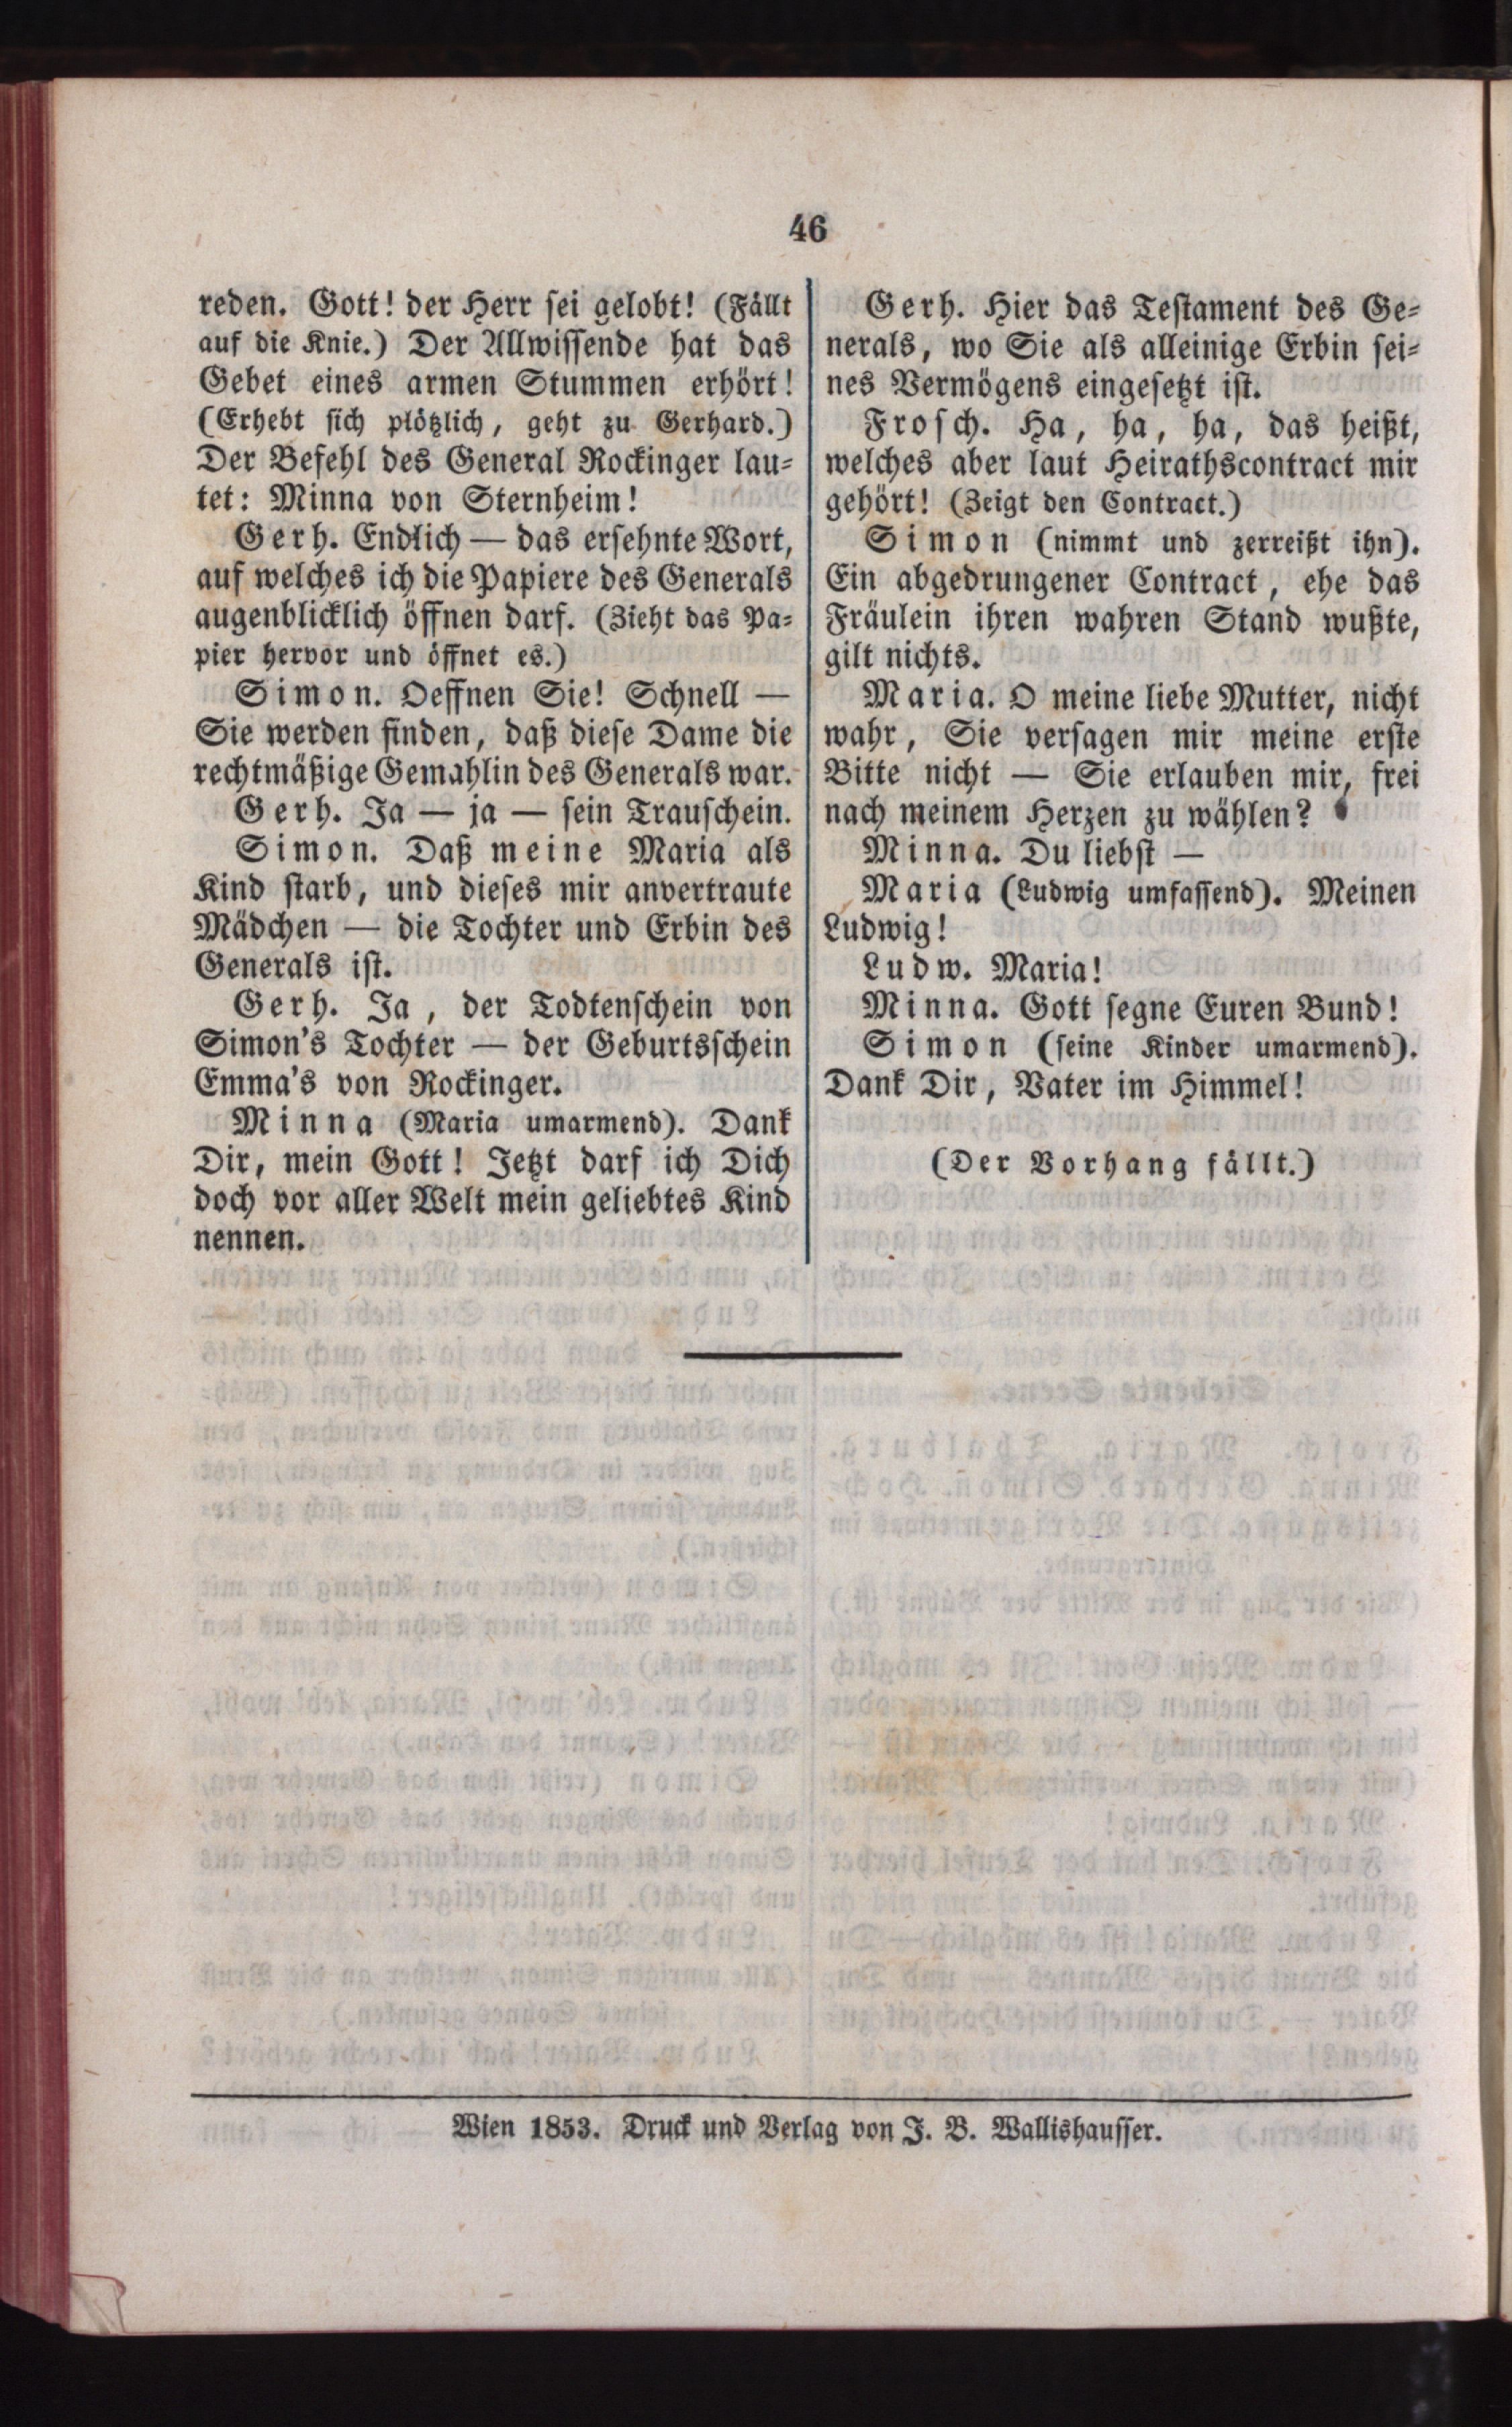 46
reden. Gott! der Herr sei gelobt! (Fällt
auf die Knie.) Der Allwissende hat das
Gebet eines armen Stummen erhört!
(Erhebt sich plötzlich, geht zu Gerhard.)
Der Befehl des General Rockinger lau-
tet: Minna von Sternheim!
Gerh. Endlich — das ersehnte Wort,
auf welches ich die Papiere des Generals
augenblicklich öffnen darf. (Zieht das Pa-
pier hervor und öffnet es.)
Simon. Oeffnen Sie! Schnell —
Sie werden finden, daß diese Dame die
rechtmäßige Gemahlin des Generals war.
Gerh. Ja — ja — sein Trauschein.
Simon. Daß meine Maria als
Kind starb, und dieses mir anvertraute
Mädchen — die Tochter und Erbin des
Generals ist.
Gerh. Ja, der Todtenschein von
Simon's Tochter — der Geburtsschein
Emma's von Rockinger.
Minna (Maria umarmend). Dank
Dir, mein Gott! Jetzt darf ich Dich
doch vor aller Welt mein geliebtes Kind
nennen.
Gerh. Hier das Testament des Ge-
nerals, wo Sie als alleinige Erbin sei-
nes Vermögens eingesetzt ist.
Frosch. Ha, ha, ha, das heißt,
welches aber laut Heirathscontract mir
gehört! (Zeigt den Contract.)
Simon (nimmt und zerreißt ihn).
Ein abgedrungener Contract, ehe das
Fräulein ihren wahren Stand wußte,
gilt nichts.
Maria. O meine liebe Mutter, nicht
wahr, Sie versagen mir meine erste
Bitte nicht — Sie erlauben mir, frei
nach meinem Herzen zu wählen?
Minna. Du liebst —
Maria (Ludwig umfassend). Meinen
Ludwig!
Ludw. Maria!
Minna. Gott segne Euren Bund!
Simon (seine Kinder umarmend).
Dank Dir, Vater im Himmel!
(Der Vorhang fällt.)
Wien 1853. Druck und Verlag von J. B. Wallishausser.